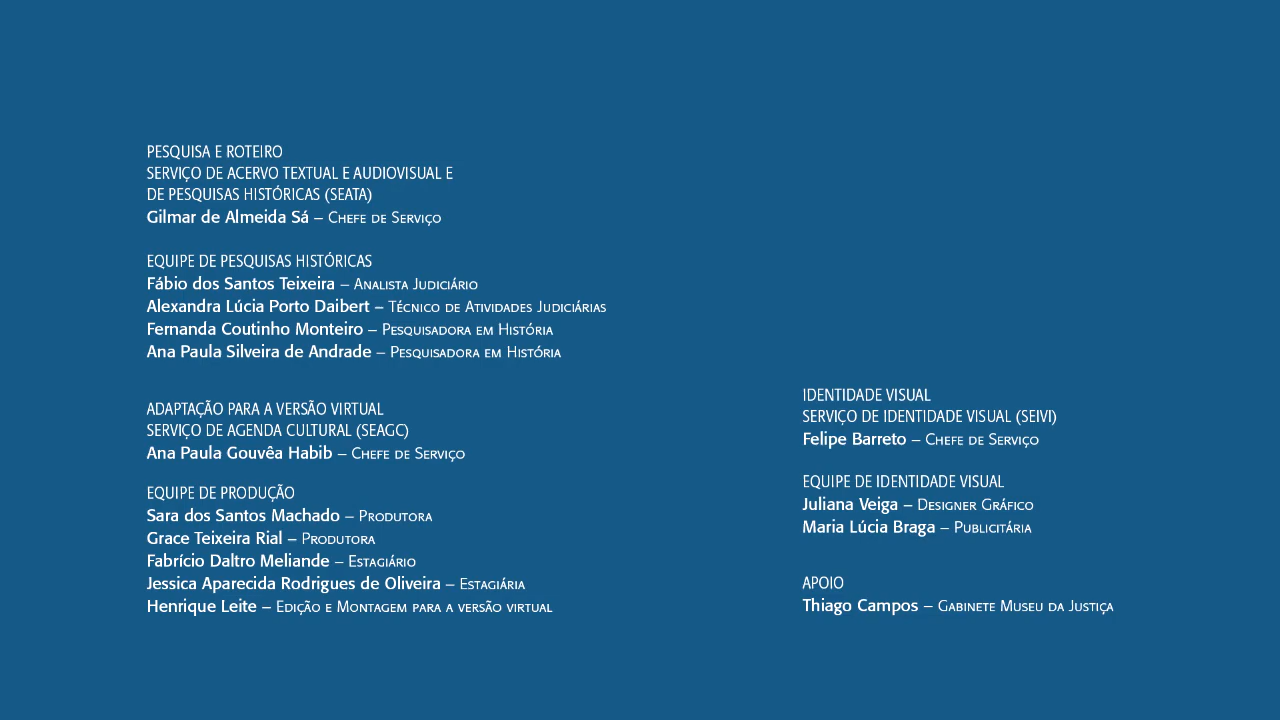 PESQUISA E ROTEIRO
SERVIÇO DE ACERVO TEXTUAL E AUDIOVISUAL E
DE PESQUISAS HISTÓRICAS (SEATA)
Gilmar de Almeida Sá – Chefe de Serviço
EQUIPE DE PESQUISAS HISTÓRICAS
Fábio dos Santos Teixeira – Analista Judiciário
Alexandra Lúcia Porto Daibert – Técnico de Atividades Judiciárias
Fernanda Coutinho Monteiro – Pesquisadora em História
Ana Paula Silveira de Andrade – Pesquisadora em História
ADAPTAÇÃO PARA A VERSÃO VIRTUAL
SERVIÇO DE AGENDA CULTURAL (SEAGC)
Ana Paula Gouvêa Habib – Chefe de Serviço
EQUIPE DE PRODUÇÃO
Sara dos Santos Machado – Produtora
Grace Teixeira Rial – Produtora
Fabrício Daltro Meliande – Estagiário
Jessica Aparecida Rodrigues de Oliveira – Estagiária
Henrique Leite – Edição e Montagem para a versão virtual
IDENTIDADE VISUAL
SERVIÇO DE IDENTIDADE VISUAL (SEIVI)
Felipe Barreto – Chefe de Serviço
EQUIPE DE IDENTIDADE VISUAL
Juliana Veiga – Designer Gráfico
Maria Lúcia Braga – Publicitária
APOIO
Thiago Campos – Gabinete Museu da Justiça